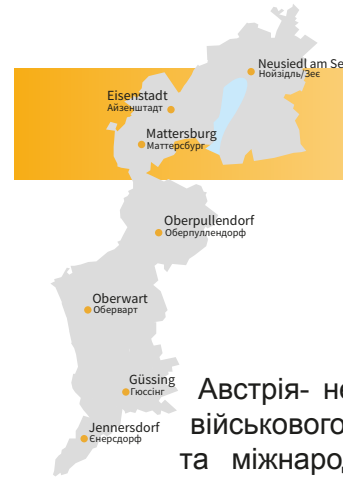 Neusiedl am Se
Нойзідль/Зеє
Eisenstadt
Айзенштадт
Mattersburg
Маттерсбург
Oberpullendorf
Оберпуллендорф
Oberwart
Оберварт
Güssing
Гюссінг
Jennersdorf
Єнерсдорф
Австрія- не
військового
та міжнарод